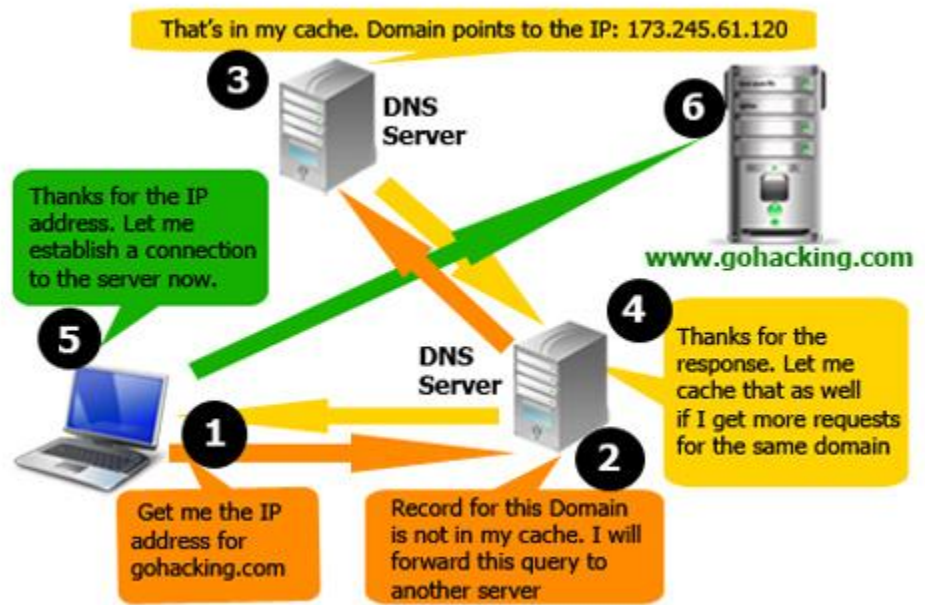 That's in my cache. Domain points to the IP: 173.245.61.120
3
DNS
Server
6
www.gohacking.com
Thanks for the IP
address. Let me
establish a connection
to the server now.
5
4
Thanks for the
response. Let me
cache that as well
if I get more requests
for the same domain
DNS
Server
1
2
Get me the IP
address for
gohacking.com
Record for this Domain
is not in my cache. I will
forward this query to
another server